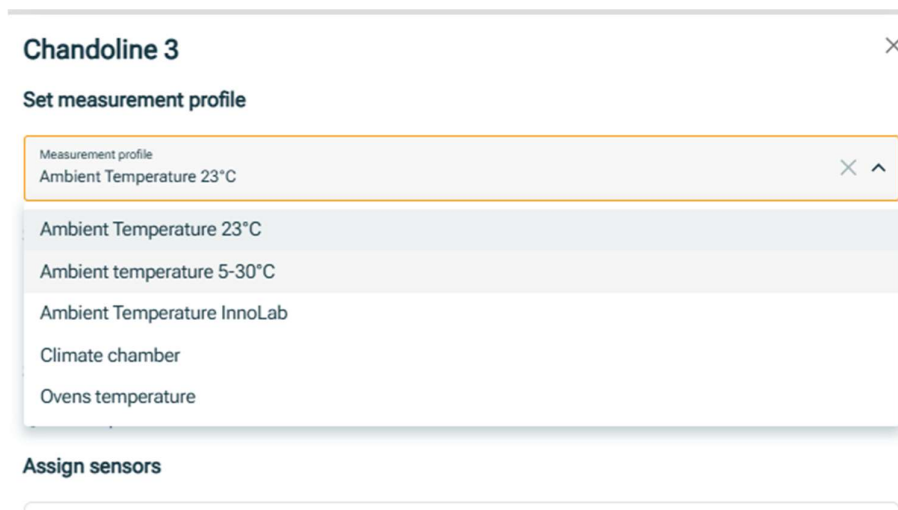 Chandoline 3
Set measurement profile
Measurement profile
Ambient Temperature 23°C
Ambient Temperature 23°C
Ambient temperature 5-30°C
Ambient Temperature InnoLab
Climate chamber
Ovens temperature
Assign sensors